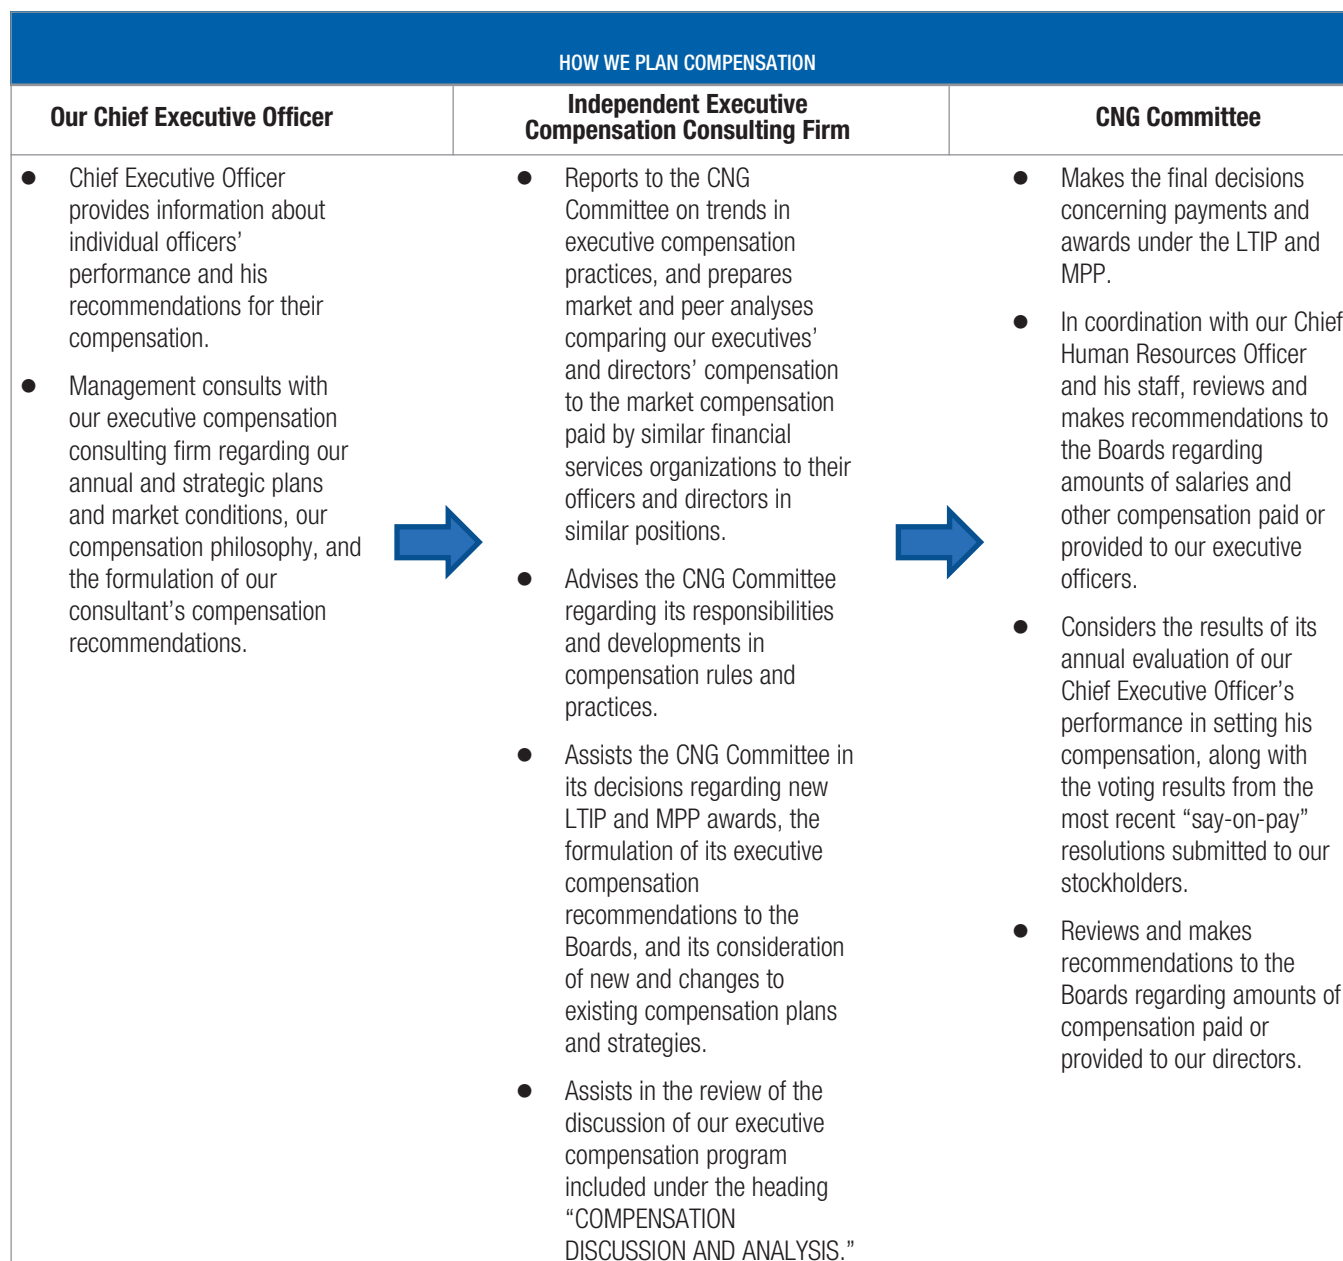 HOW WE PLAN COMPENSATION
Our Chief Executive Officer
Independent Executive
Compensation Consulting Firm
CNG Committee
● Chief Executive Officer
provides information about
individual officers’
performance and his
recommendations for their
compensation.
● Management consults with
our executive compensation
consulting firm regarding our
annual and strategic plans
and market conditions, our
compensation philosophy, and
the formulation of our
consultant’s compensation
recommendations.
● Reports to the CNG
Committee on trends in
executive compensation
practices, and prepares
market and peer analyses
comparing our executives’
and directors’ compensation
to the market compensation
paid by similar financial
services organizations to their
officers and directors in
similar positions.
● Advises the CNG Committee
regarding its responsibilities
and developments in
compensation rules and
practices.
● Assists the CNG Committee in
its decisions regarding new
LTIP and MPP awards, the
formulation of its executive
compensation
recommendations to the
Boards, and its consideration
of new and changes to
existing compensation plans
and strategies.
● Assists in the review of the
discussion of our executive
compensation program
included under the heading
“COMPENSATION
DISCUSSION AND ANALYSIS.”
● Makes the final decisions
concerning payments and
awards under the LTIP and
MPP.
● In coordination with our Chief
Human Resources Officer
and his staff, reviews and
makes recommendations to
the Boards regarding
amounts of salaries and
other compensation paid or
provided to our executive
officers.
● Considers the results of its
annual evaluation of our
Chief Executive Officer’s
performance in setting his
compensation, along with
the voting results from the
most recent “say-on-pay”
resolutions submitted to our
stockholders.
● Reviews and makes
recommendations to the
Boards regarding amounts of
compensation paid or
provided to our directors.